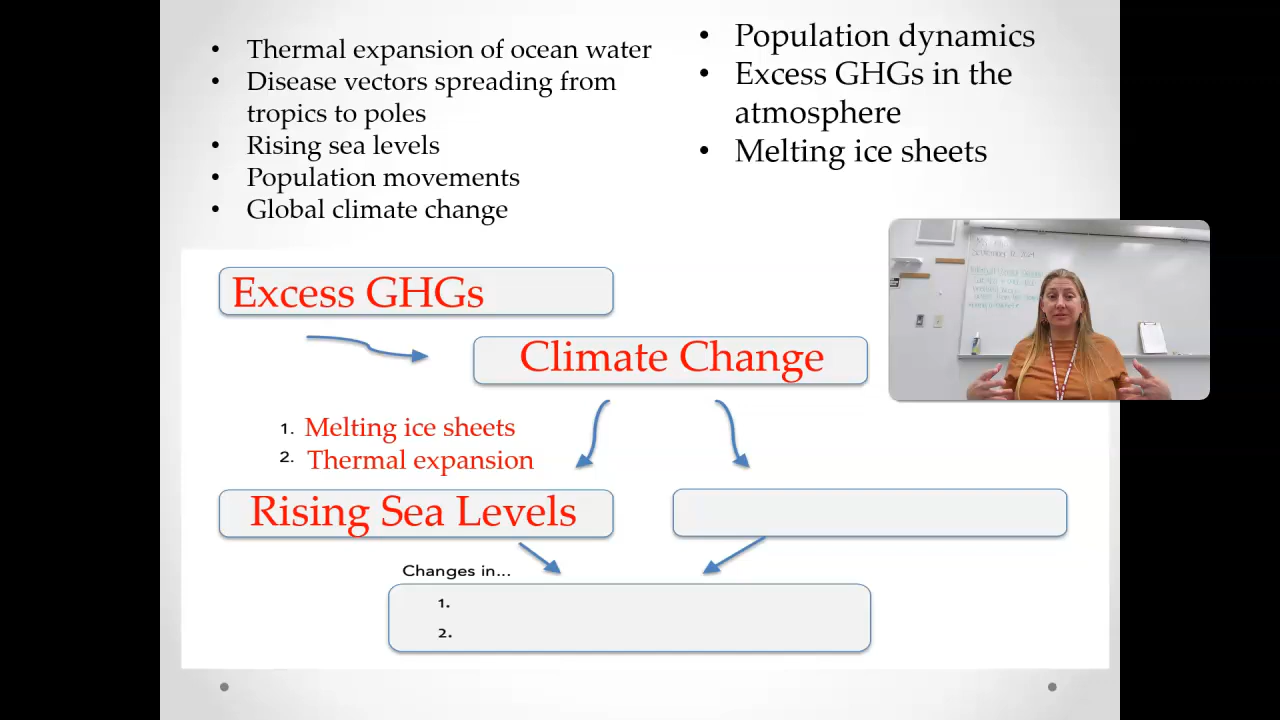 • Thermal expansion of ocean water
• Disease vectors spreading from
tropics to poles
• Rising sea levels
• Population movements
• Global climate change
• Population dynamics
• Excess GHGs in the
atmosphere
• Melting ice sheets
Excess GHGs
Climate Change
1. Melting ice sheets
2. Thermal expansion
Rising Sea Levels
Changes in...
1.
2.